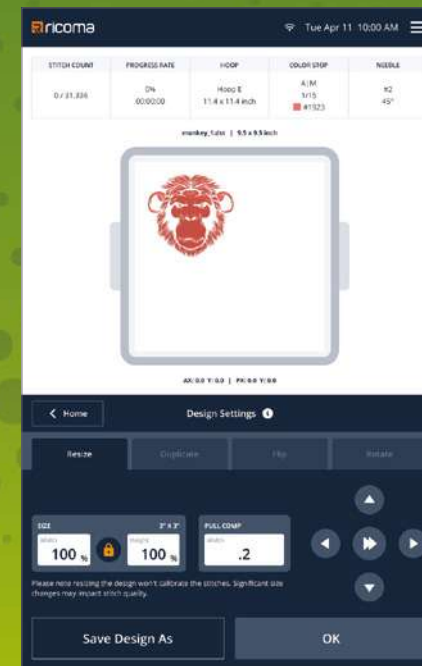 ricoma
Tue Apr 11 10:00 AM
STITCH COUNT PROGRESS RATE HOOP COLOR STOP NEEDLE
0 / 31,336 0% 00:00:00 Hoop E 11.4 x 11.4 inch A | M 1/15 #1923 #2 45°
| 9.5 x 9.5 inch
AX: 0.0 Y: 0.0 | PX: 0.0 Y: 0.0
Home Design Settings
Resize Duplicate Flip Rotate
SIZE 2" X 3" PULL COMP
Width Height Width
100 % 100 % .2
Please note resizing the design won't calibrate the stitches. Significant size
changes may impact stitch quality.
Save Design As OK